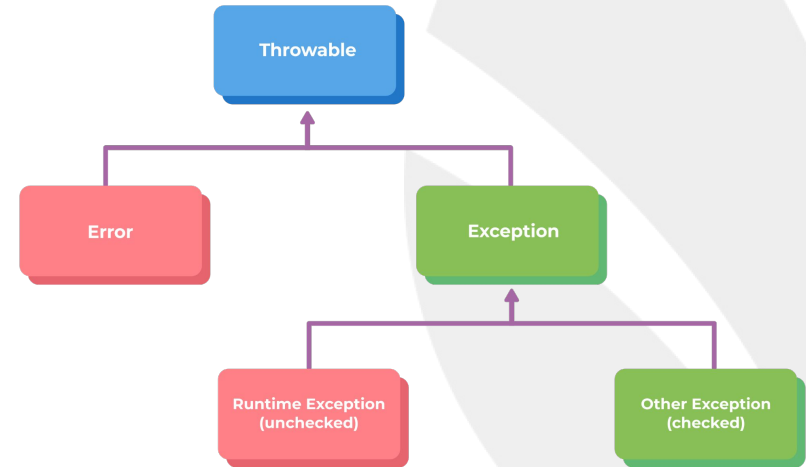 Throwable
Error
Exception
Runtime Exception
(unchecked)
Other Exception
(checked)